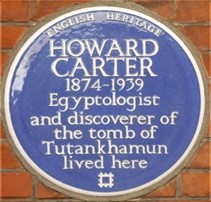 ENGLISH HERITAGE
HOWARD
CARTER
1874-1939
Egyptologist
and discoverer of
the tomb of
Tutankhamun
lived here